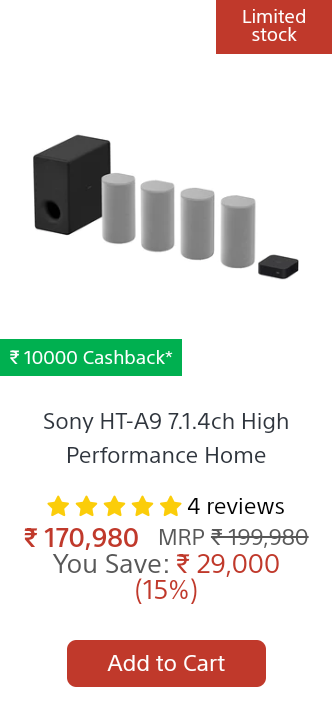 Limited
stock
₹ 10000 Cashback*
Sony HT-A9 7.1.4ch High
Performance Home
4 reviews
₹ 170,980 MRP ₹ 199,980
You Save: ₹ 29,000
(15%)
Add to Cart